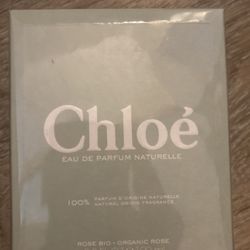 Chloé
EAU DE PARFUM NATURELLE
100% PARFUM D'ORIGINE NATURELLE
NATURAL ORIGIN FRAGRANCE
ROSE BIO - ORGANIC ROSE